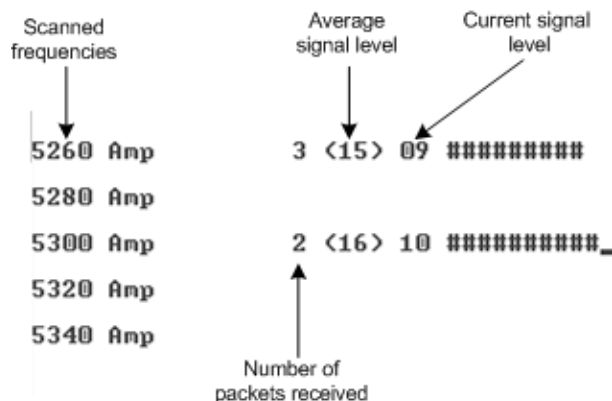 Scanned
frequencies
Average
signal level
Current signal
level
5260 Amp 3 <15> 09 #########
5280 Amp
5300 Amp 2 <16> 10 ##########_
5320 Amp
5340 Amp
Number of
packets received